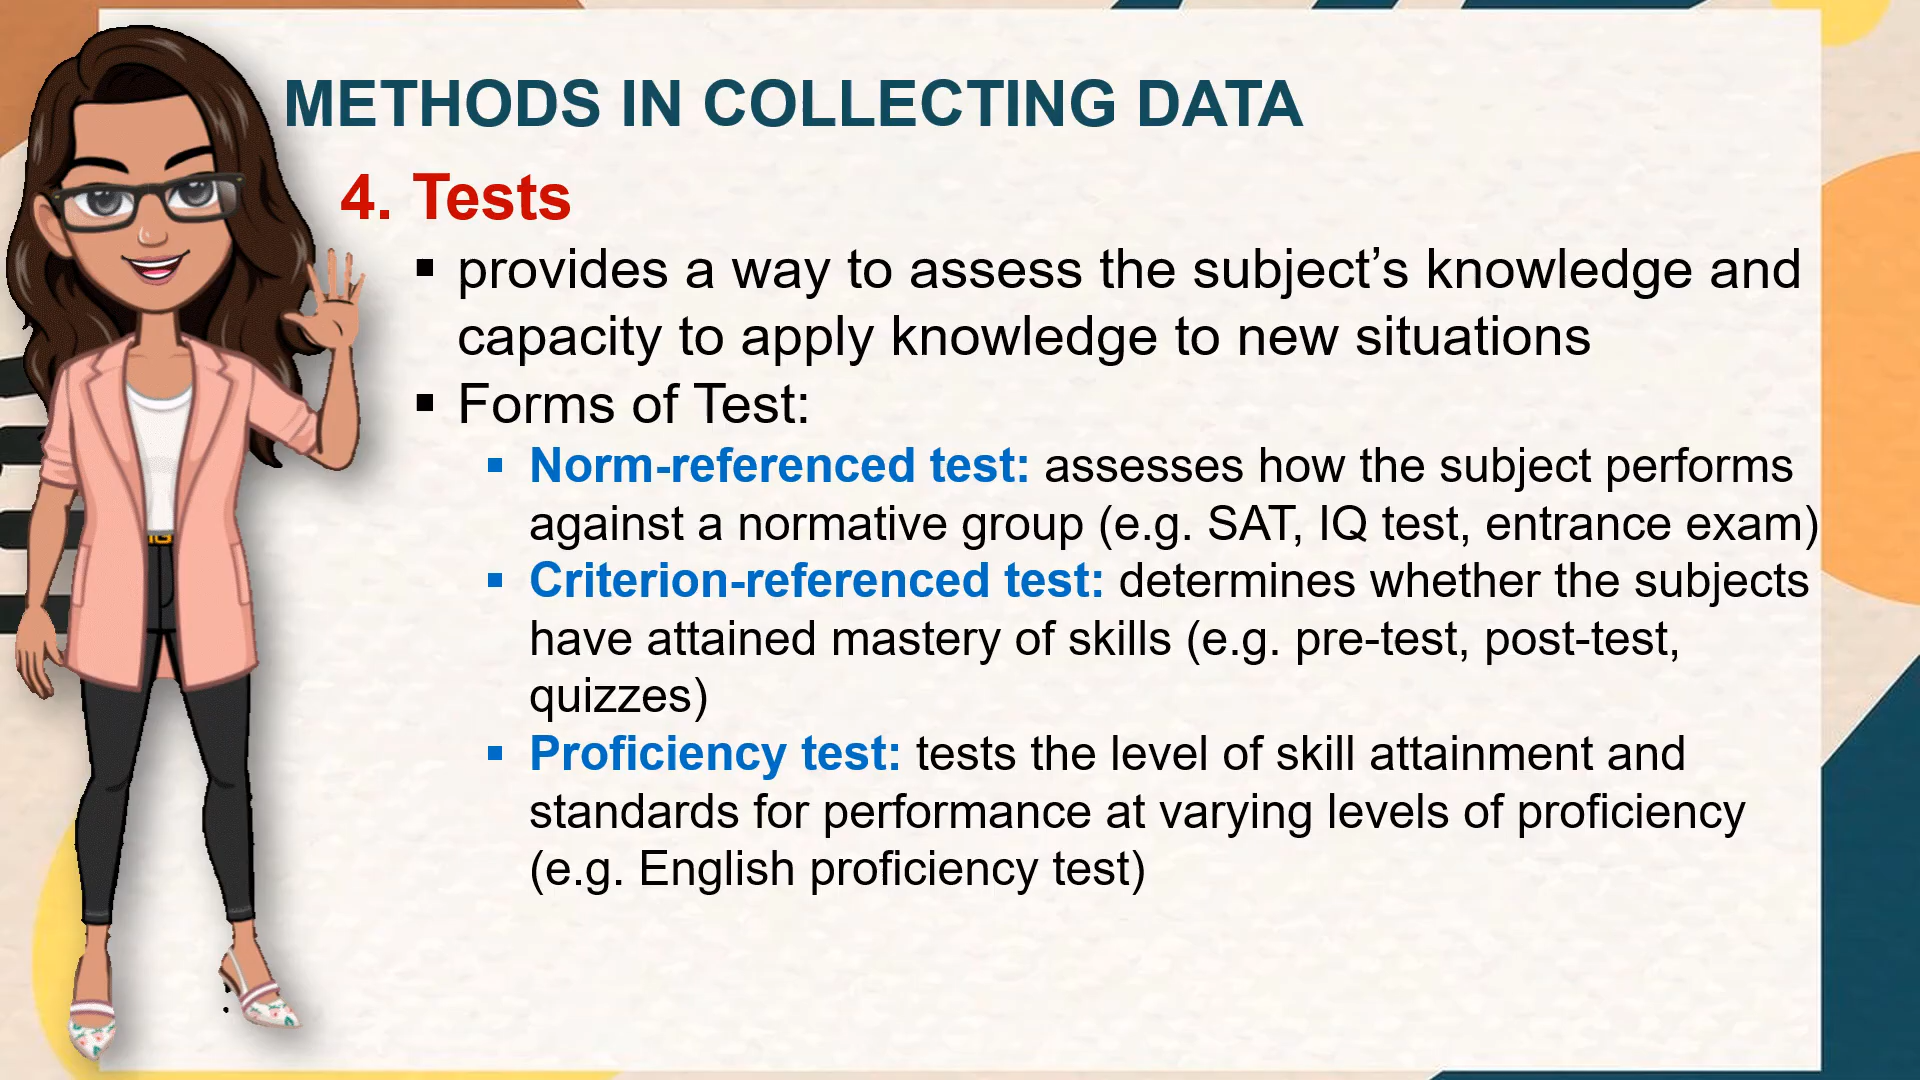 METHODS IN COLLECTING DATA
4. Tests
▪ provides a way to assess the subject’s knowledge and
capacity to apply knowledge to new situations
▪ Forms of Test:
▪ Norm-referenced test: assesses how the subject performs
against a normative group (e.g. SAT, IQ test, entrance exam)
▪ Criterion-referenced test: determines whether the subjects
have attained mastery of skills (e.g. pre-test, post-test,
quizzes)
▪ Proficiency test: tests the level of skill attainment and
standards for performance at varying levels of proficiency
(e.g. English proficiency test)